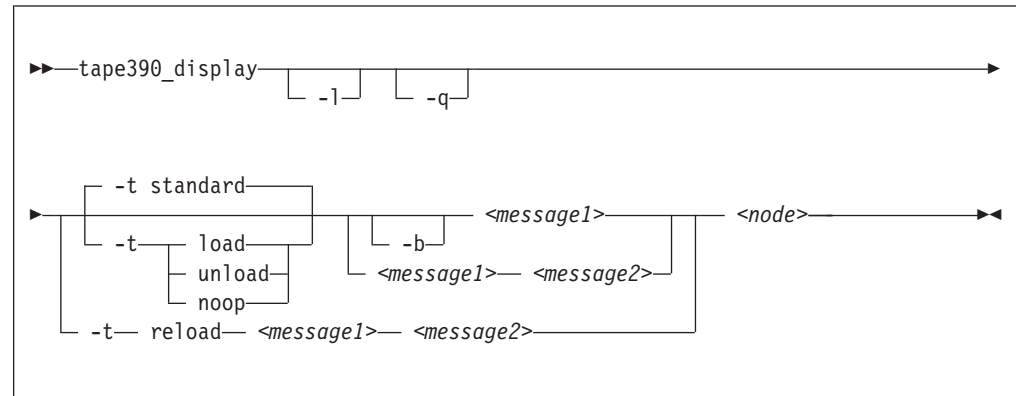 tape390_display
-l -q
-t standard
-t load <message1> <node>
-b
unload <message1> <message2>
noop
-t reload <message1> <message2>